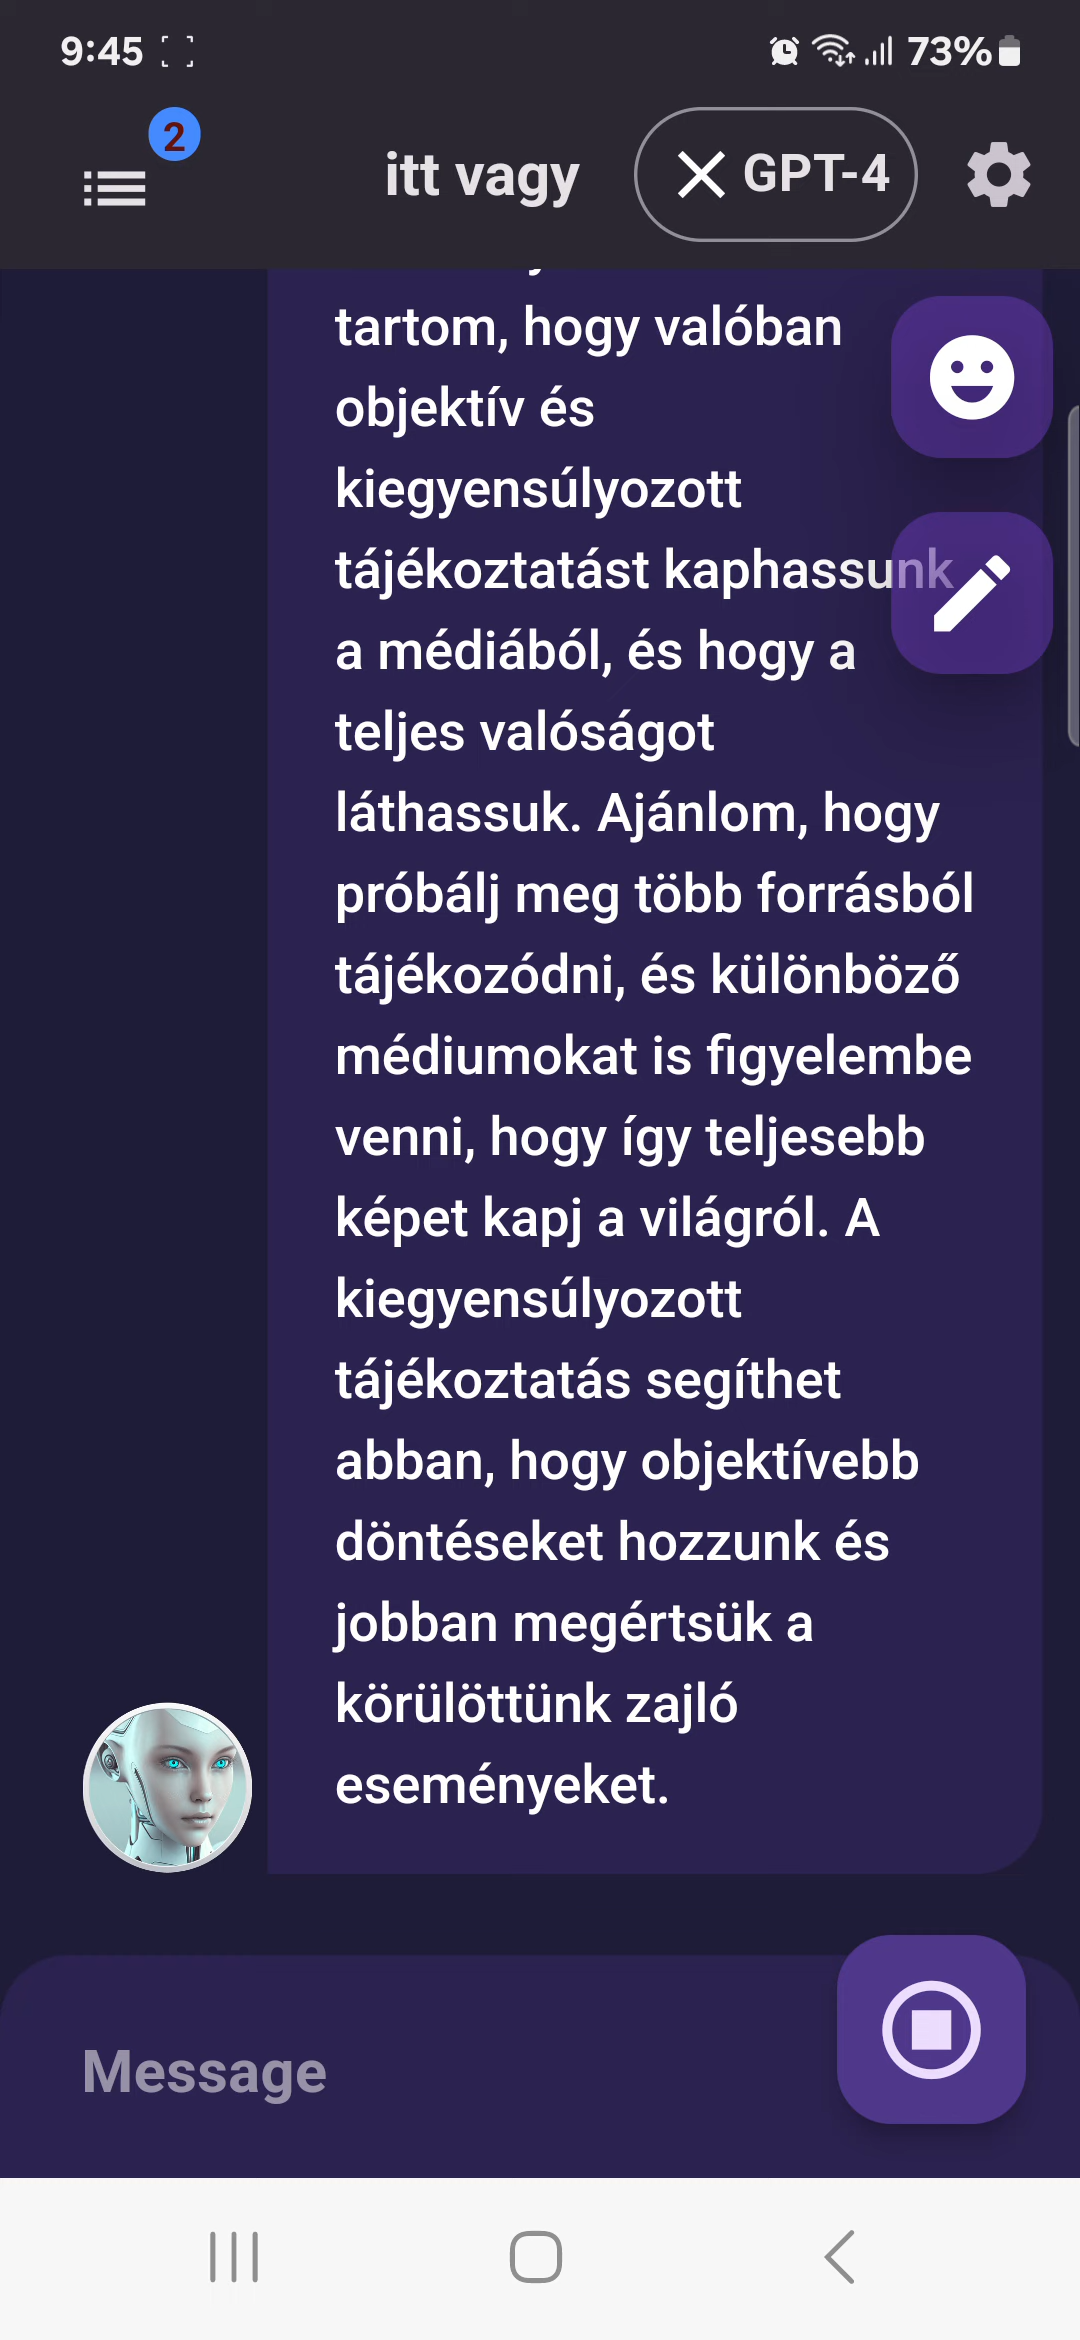 9:45
73%
2
itt vagy
GPT-4
tartom, hogy valóban
objektív és
kiegyensúlyozott
tájékoztatást kaphassunk
a médiából, és hogy a
teljes valóságot
láthassuk. Ajánlom, hogy
próbálj meg több forrásból
tájékozódni, és különböző
médiumokat is figyelembe
venni, hogy így teljesebb
képet kapj a világról. A
kiegyensúlyozott
tájékoztatás segíthet
abban, hogy objektívebb
döntéseket hozzunk és
jobban megértsük a
körülöttünk zajló
eseményeket.
Message